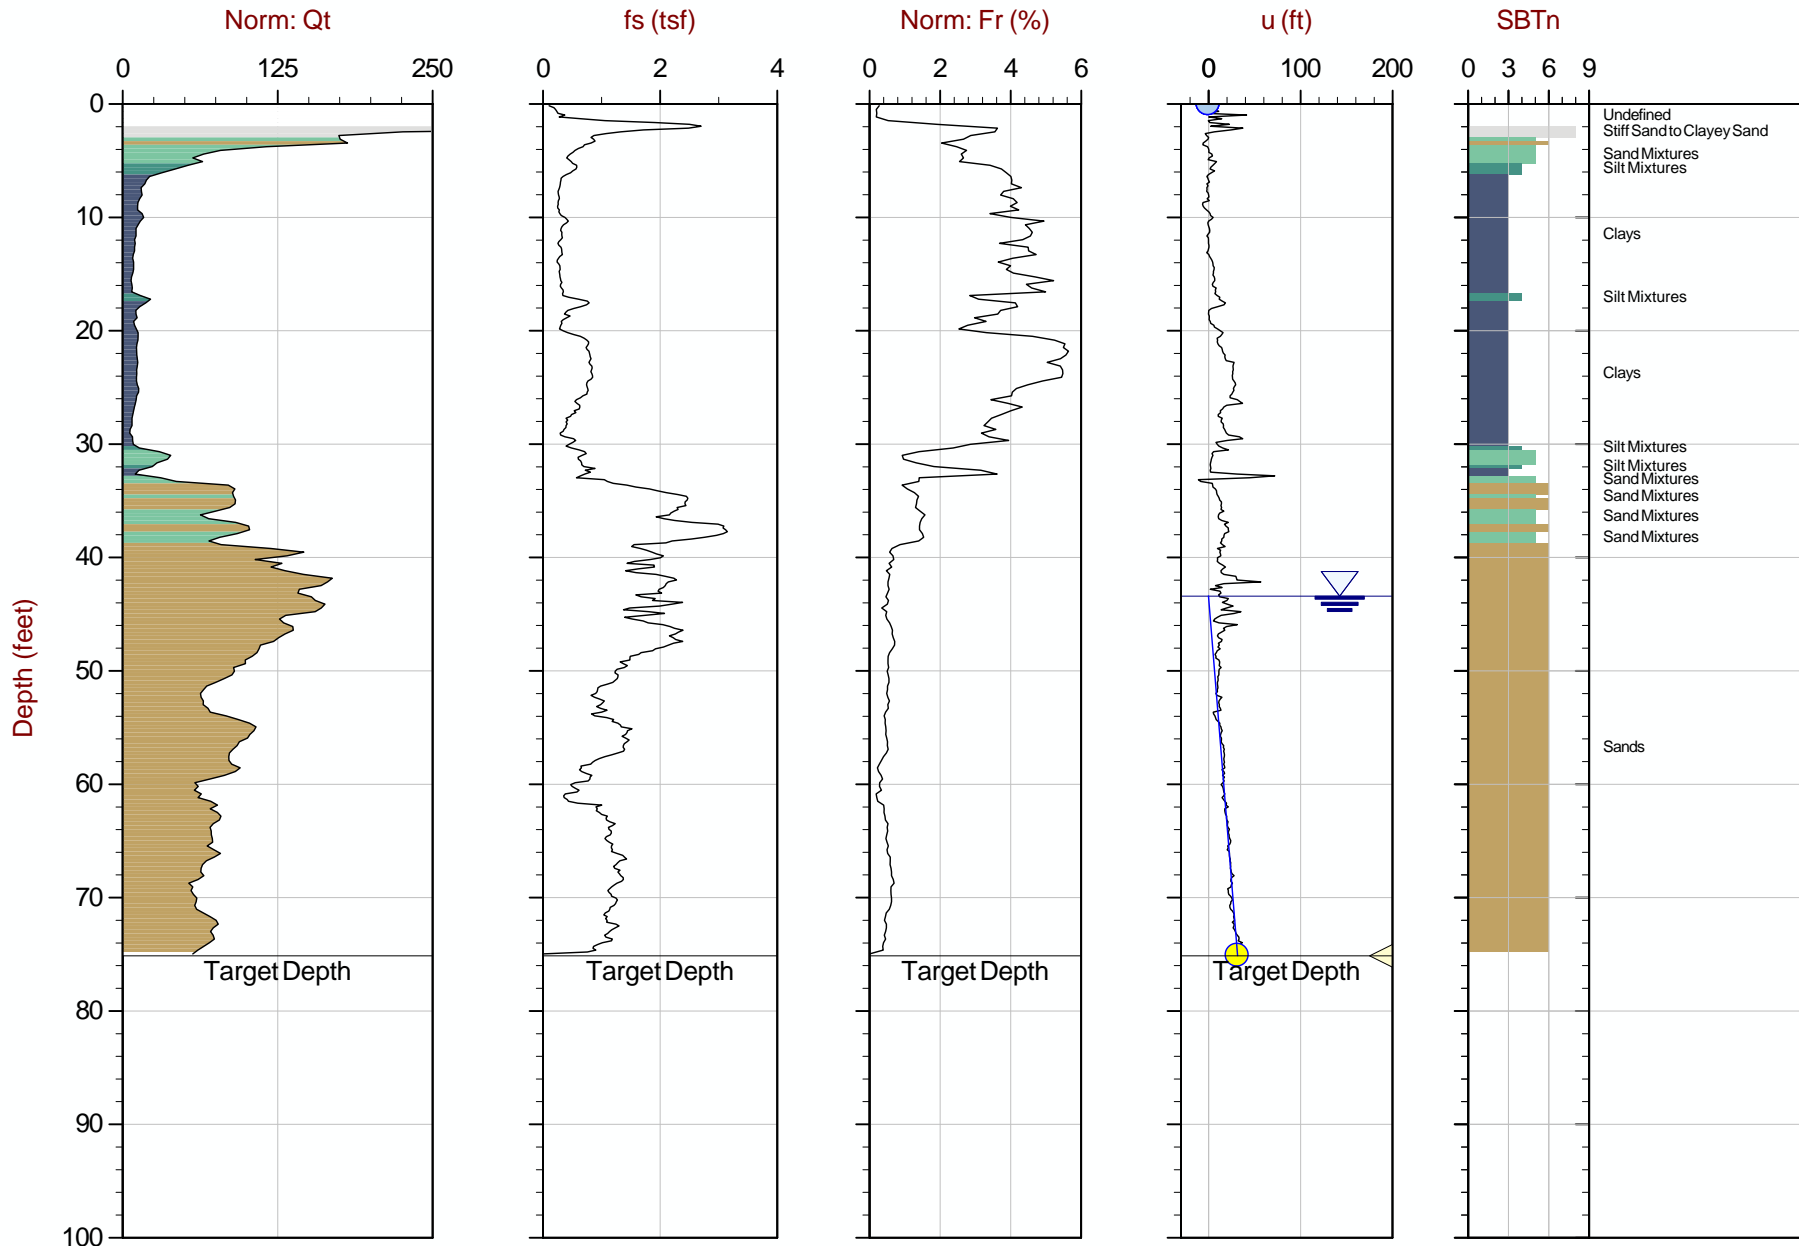 Norm: Qt
fs (tsf)
Norm: Fr (%)
u (ft)
SBTn
0 125 250
0 2 4
0 2 4 6
0 100 200
0 3 6 9
Depth (feet)
0
10
20
30
40
50
60
70
80
90
100
Undefined
Stiff Sand to Clayey Sand
Sand Mixtures
Silt Mixtures
Clays
Silt Mixtures
Clays
Silt Mixtures
Silt Mixtures
Sand Mixtures
Sand Mixtures
Sand Mixtures
Sand Mixtures
Sands
Target Depth
Target Depth
Target Depth
Target Depth